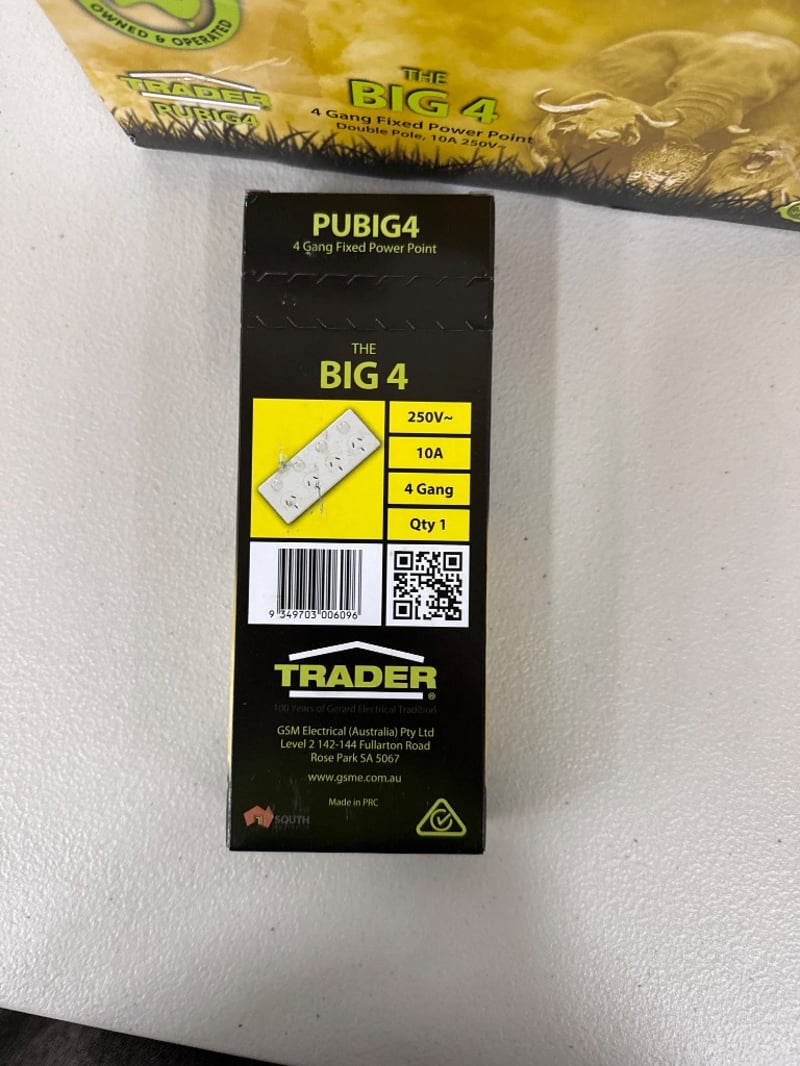 OWNED & OPERATED
TRADER
PUBIG4
THE
BIG 4
4 Gang Fixed Power Point
Double Pole, 10A 250V~
PUBIG4
4 Gang Fixed Power Point
THE
BIG 4
250V~
10A
4 Gang
Qty 1
9 349703 006096
TRADER
®
100 Years of Gerard Electrical Tradition
GSM Electrical (Australia) Pty Ltd
Level 2 142-144 Fullarton Road
Rose Park SA 5067
www.gsme.com.au
Made in PRC
SOUTH